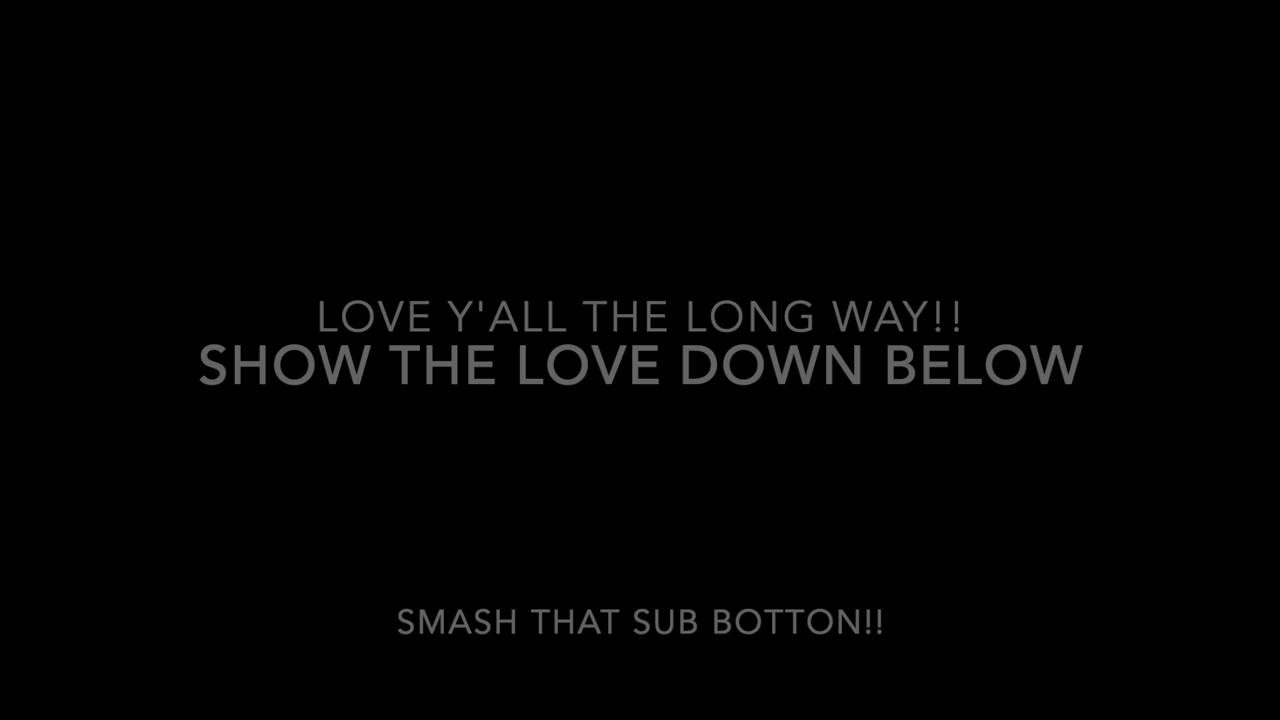 LOVE Y'ALL THE LONG WAY!!
SHOW THE LOVE DOWN BELOW
SMASH THAT SUB BOTTON!!